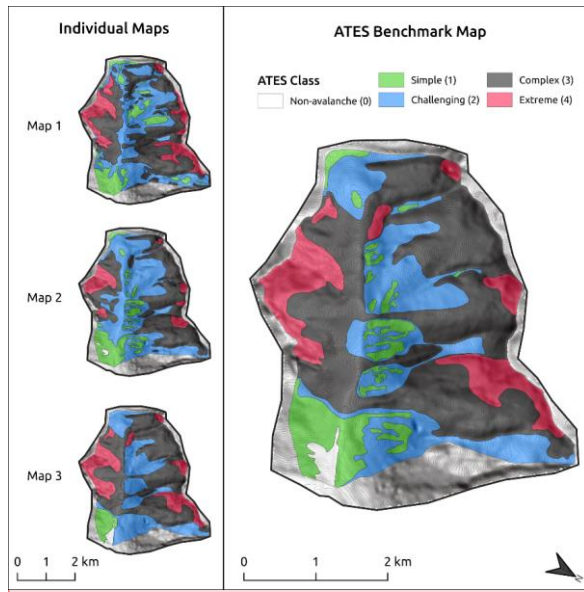 Individual Maps
Map 1
Map 2
Map 3
0 1 2 km
ATES Benchmark Map
ATES Class
Non-avalanche (0)
Simple (1)
Challenging (2)
Complex (3)
Extreme (4)
0 1 2 km
N